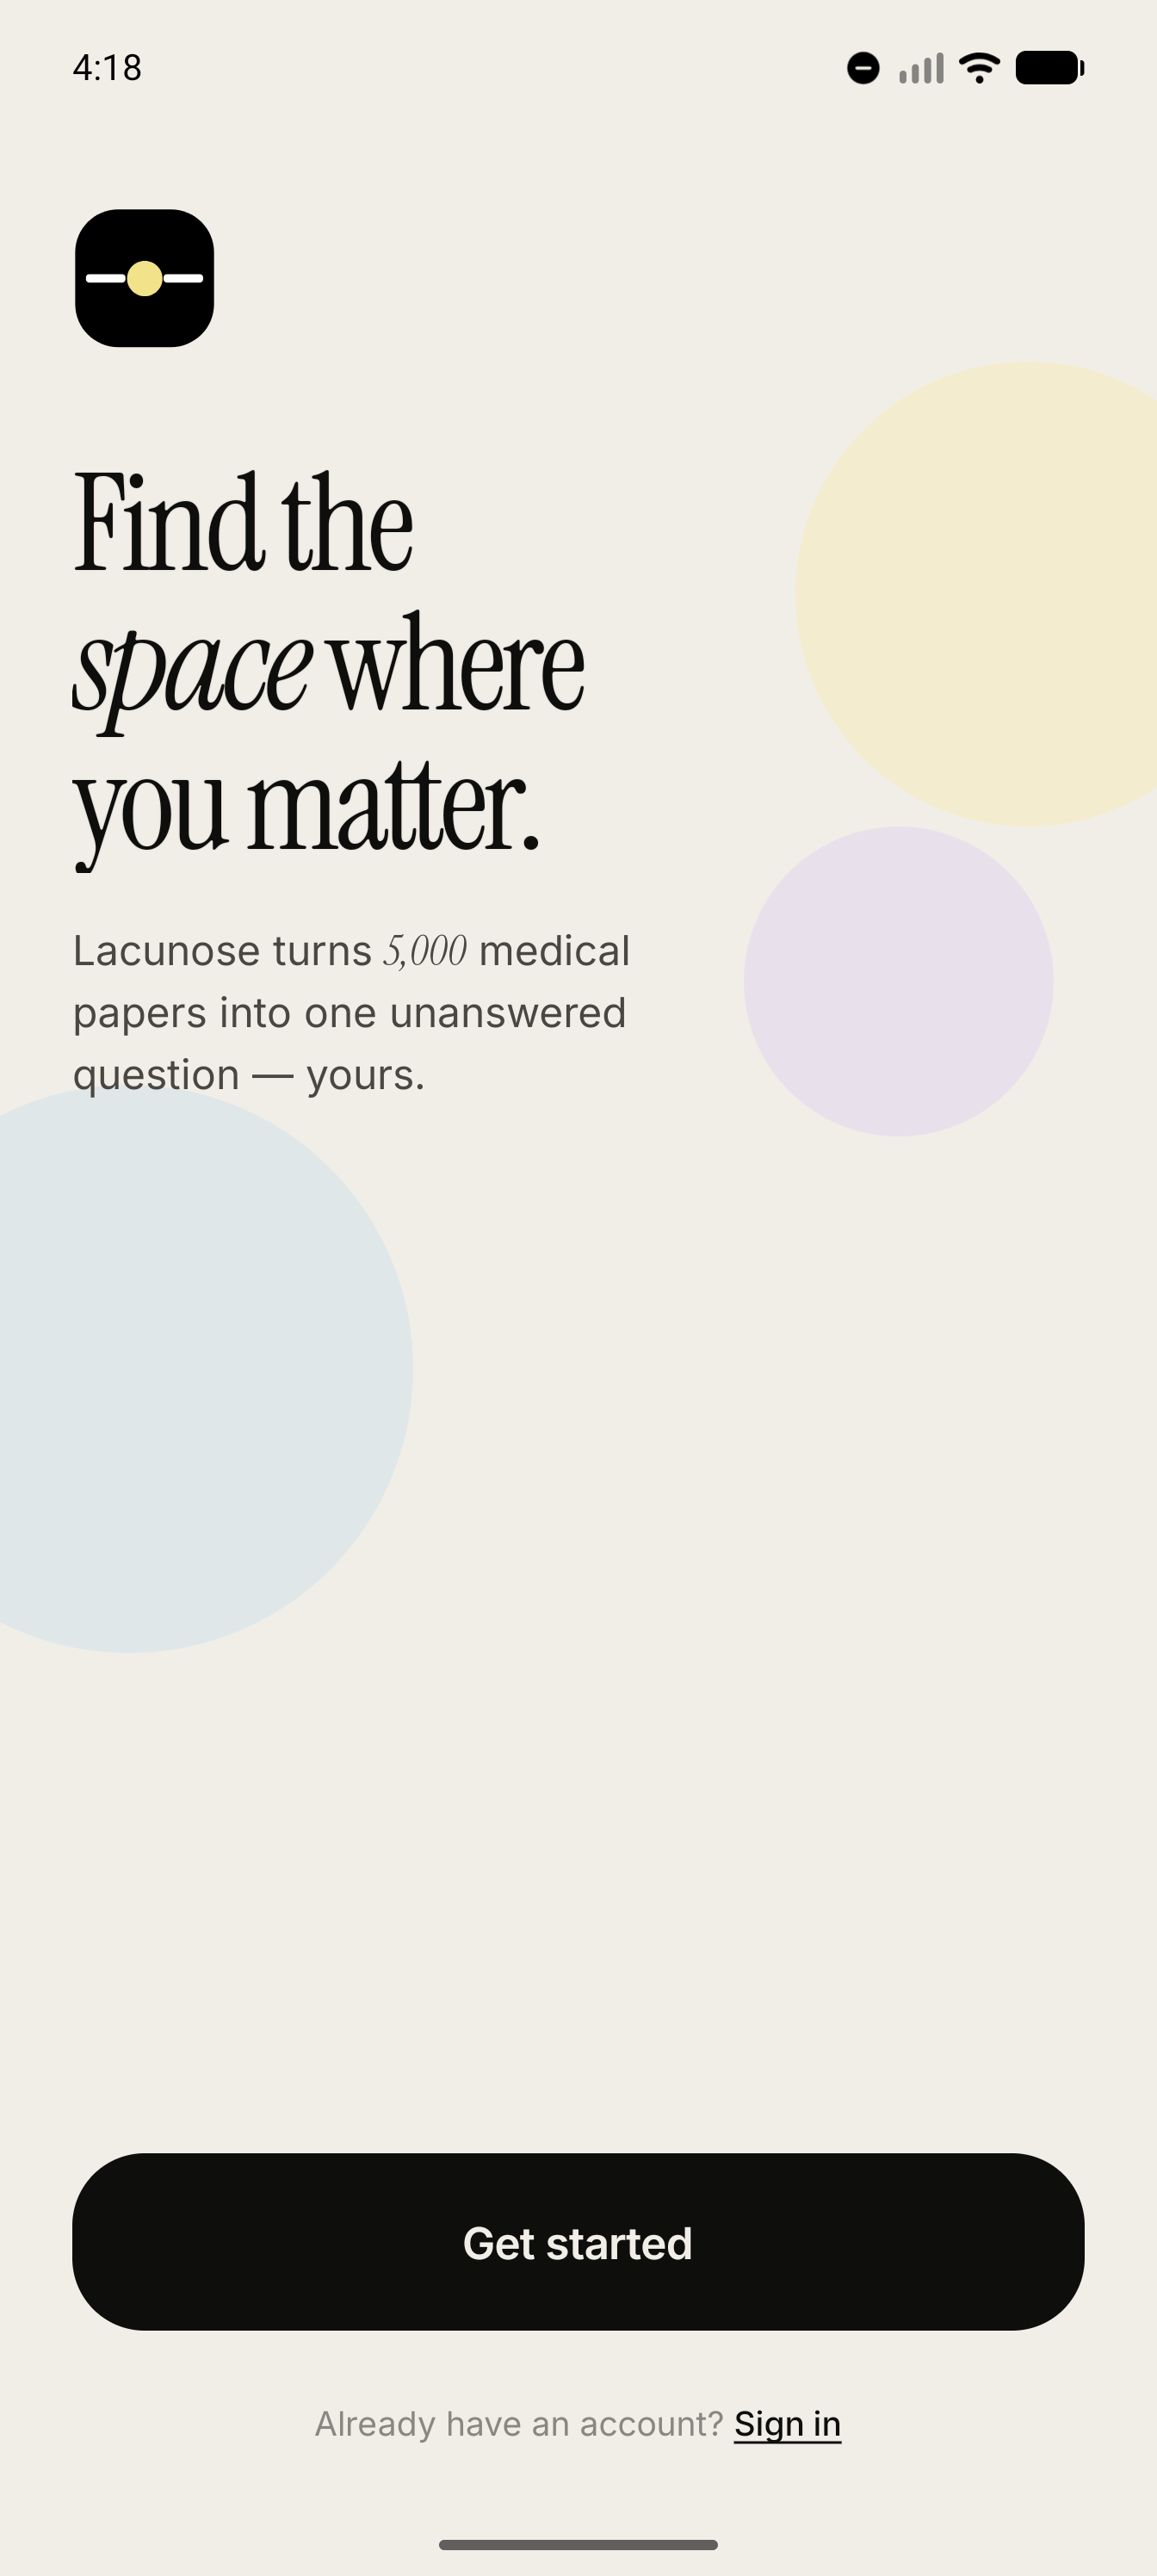 4:18
Find the
space where
you matter.
Lacunose turns 5,000 medical
papers into one unanswered
question — yours.
Get started
Already have an account? Sign in